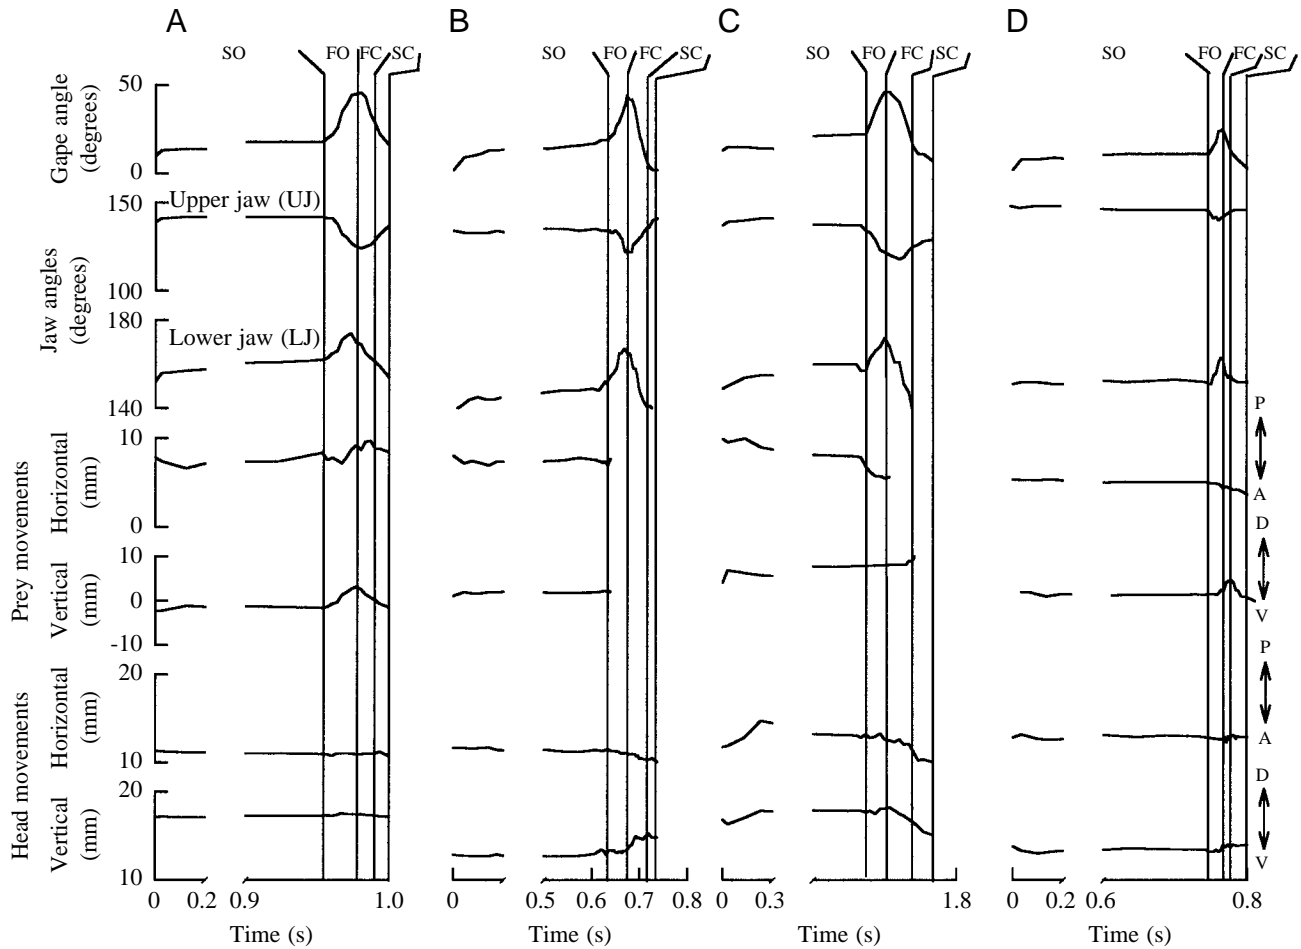 A B C D
SO FO FC SC SO FO FC SC SO FO FC SC SO FO FC SC
Gape angle
(degrees)
50
0
Jaw angles
(degrees)
150
Upper jaw (UJ)
100
180
Lower jaw (LJ)
140
Prey movements
Horizontal
(mm)
10
0
P
A
Vertical
(mm)
10
0
-10
D
V
Head movements
Horizontal
(mm)
20
10
P
A
Vertical
(mm)
20
10
D
V
0 0.2 0.9 1.0 0 0.5 0.6 0.7 0.8 0 0.3 1.8 0 0.2 0.6 0.8
Time (s) Time (s) Time (s) Time (s)